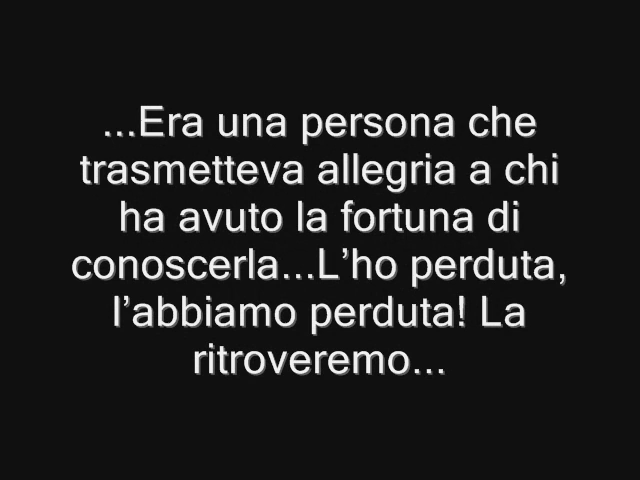 ...Era una persona che
trasmetteva allegria a chi
ha avuto la fortuna di
conoscerla...L’ho perduta,
l’abbiamo perduta! La
ritroveremo...